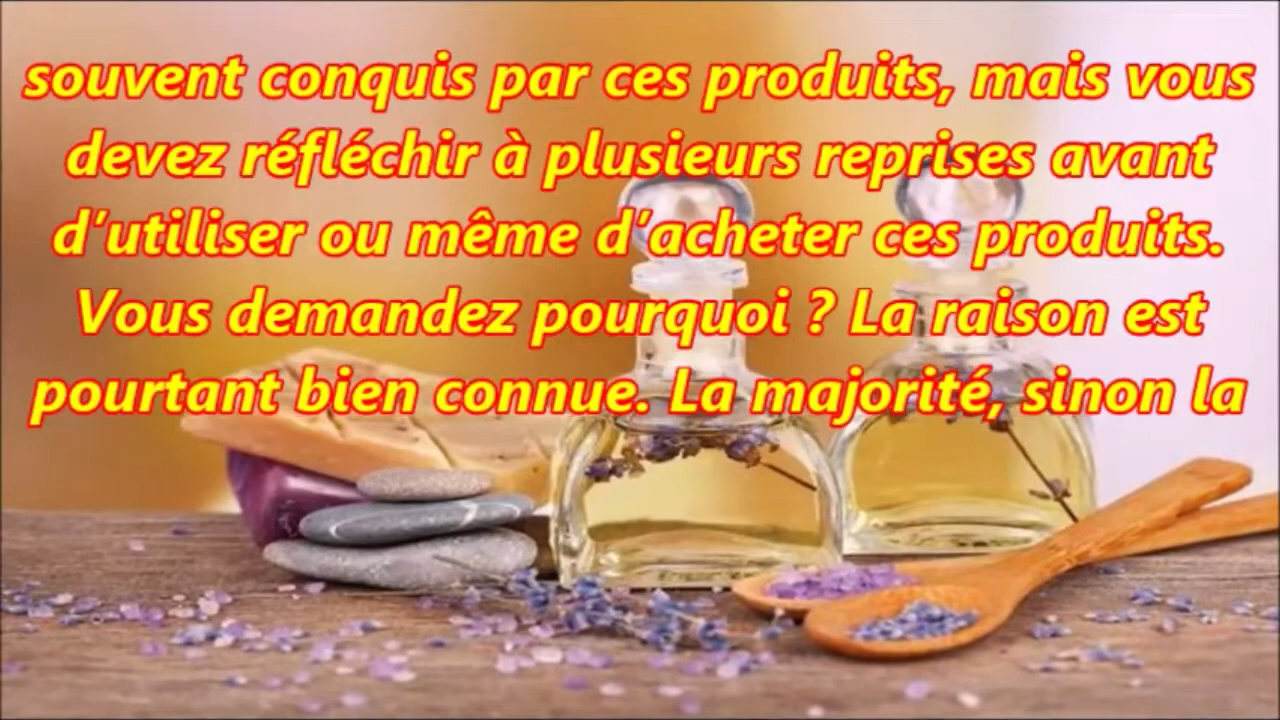 souvent conquis par ces produits, mais vous
devez réfléchir à plusieurs reprises avant
d'utiliser ou même d'acheter ces produits.
Vous demandez pourquoi ? La raison est
pourtant bien connue. La majorité, sinon la